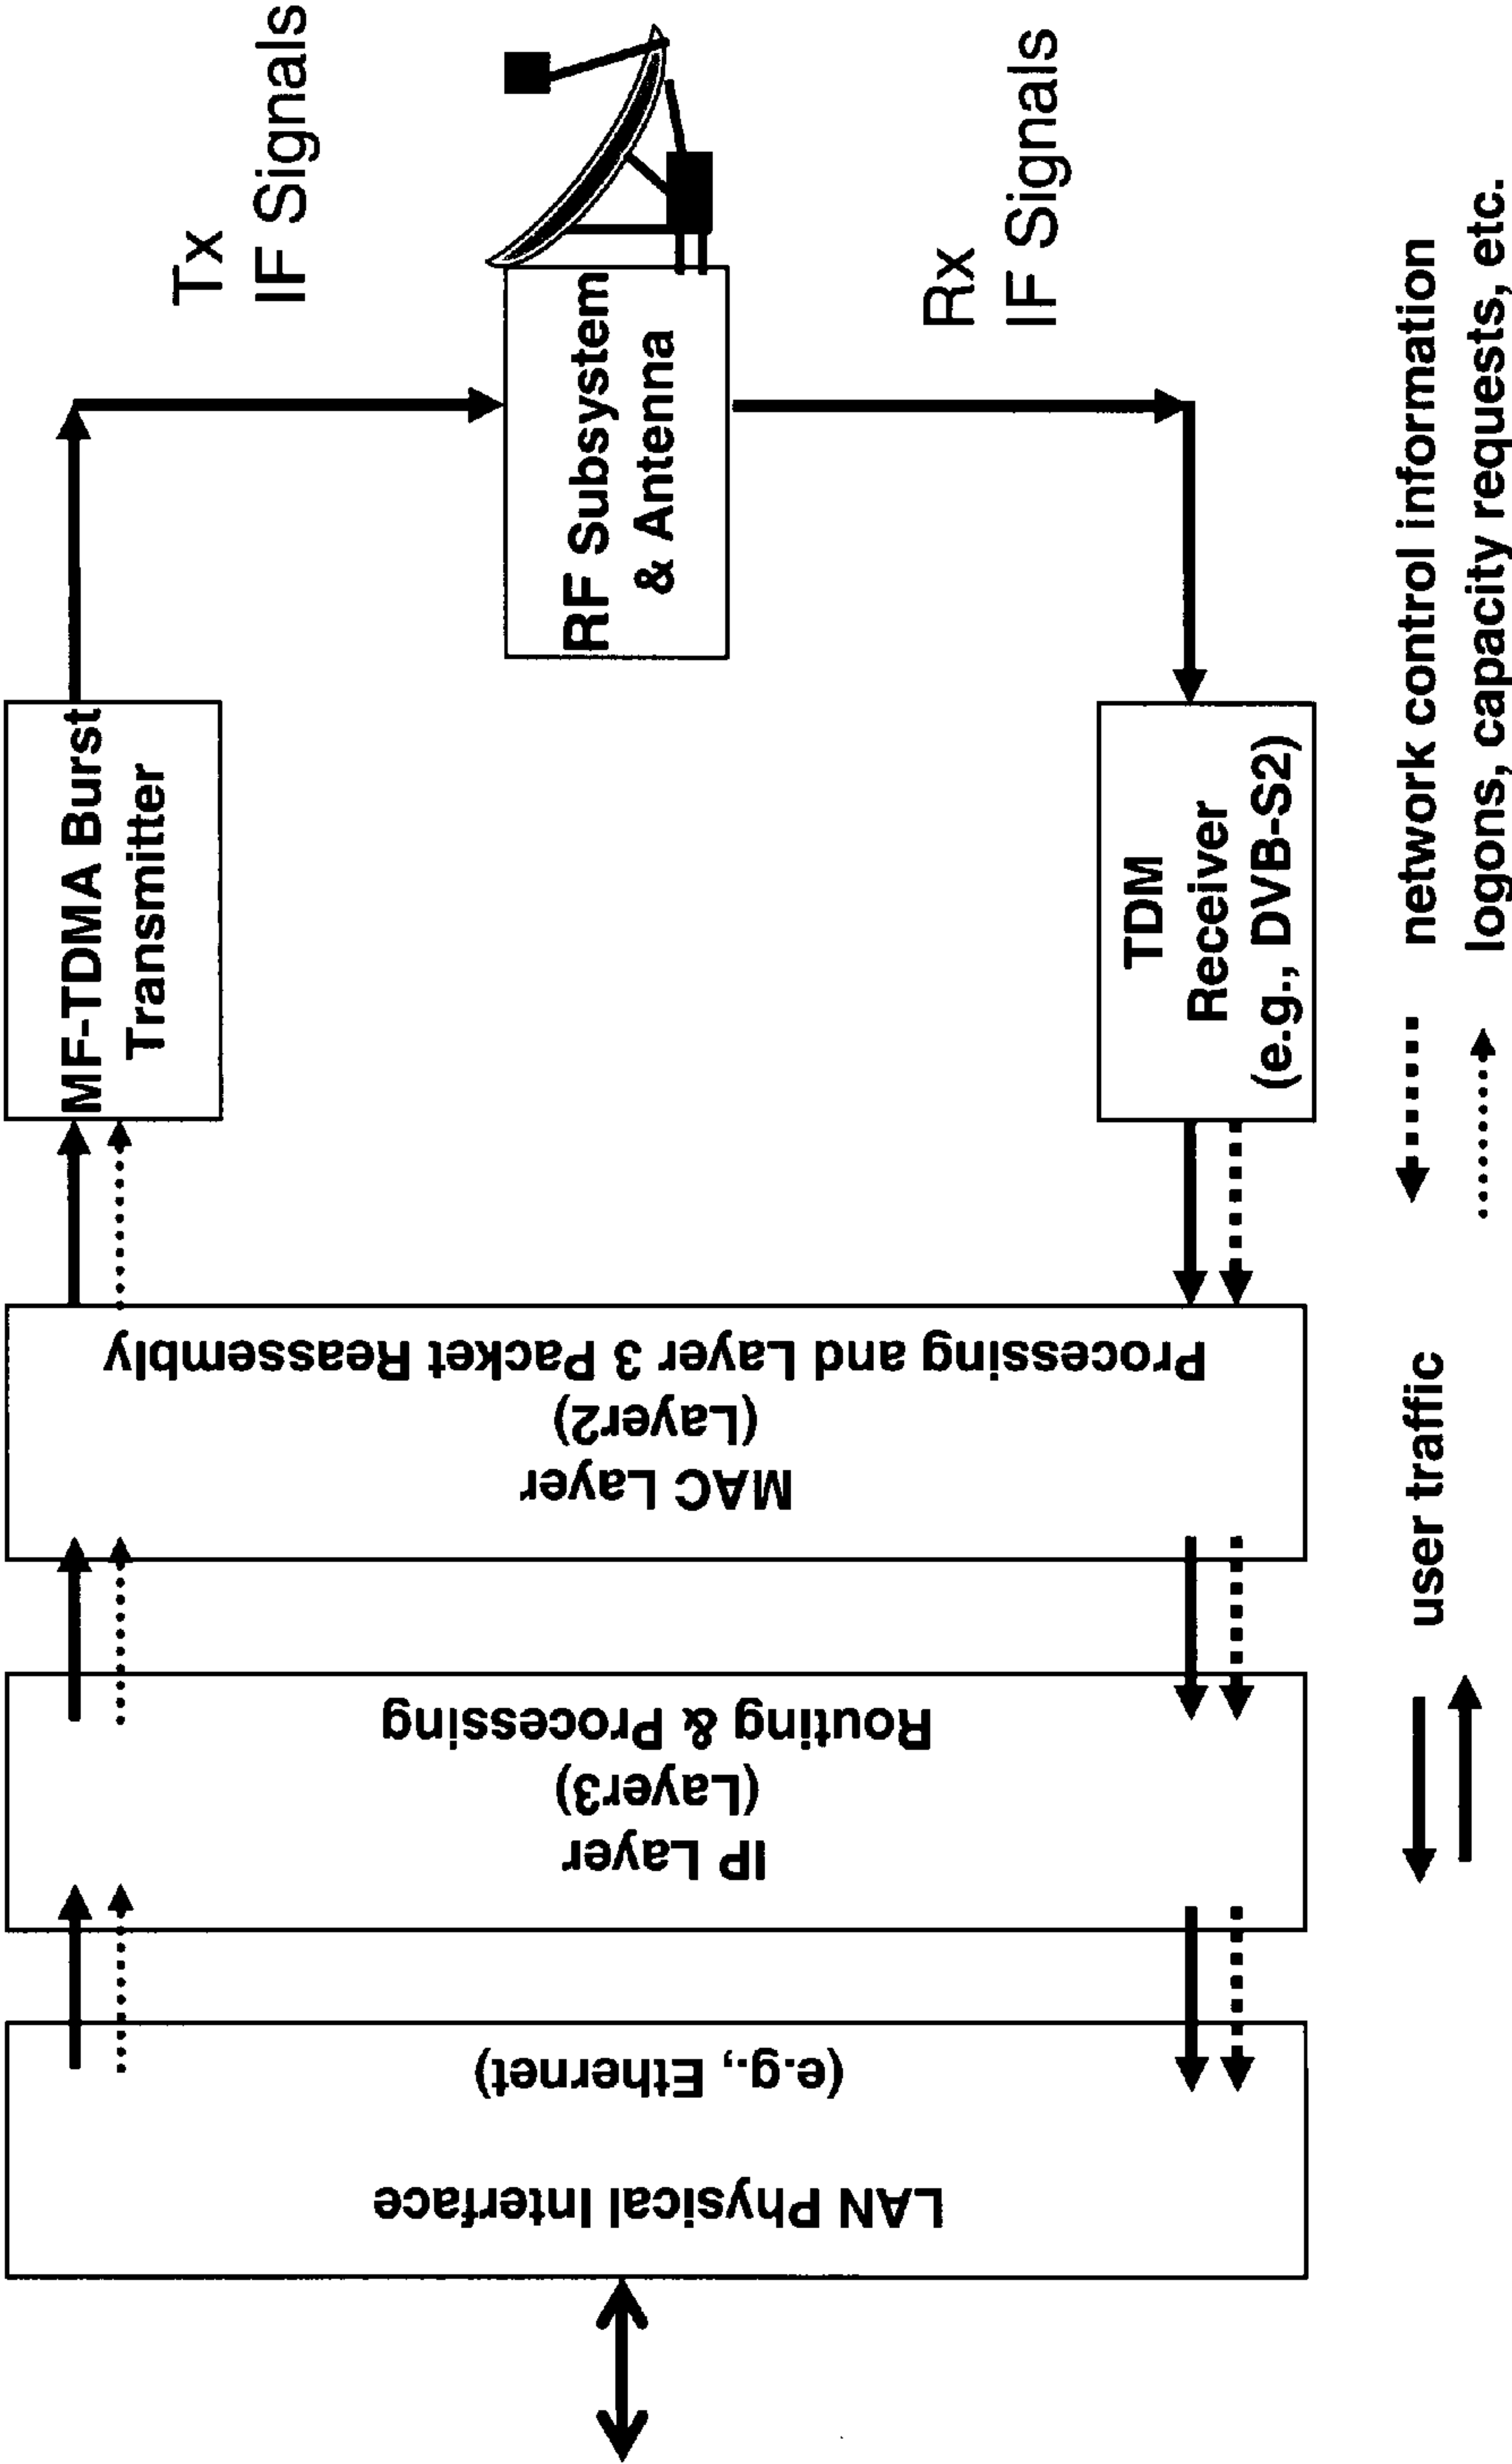 LAN Physical Interface
(e.g., Ethernet)
IP Layer
(Layer3)
Routing & Processing
MAC Layer
(Layer2)
Processing and Layer 3 Packet Reassembly
MF-TDMA Burst
Transmitter
TDM
Receiver
(e.g., DVB-S2)
RF Subsystem
& Antenna
Tx
IF Signals
Rx
IF Signals
user traffic
network control information
logons, capacity requests, etc.